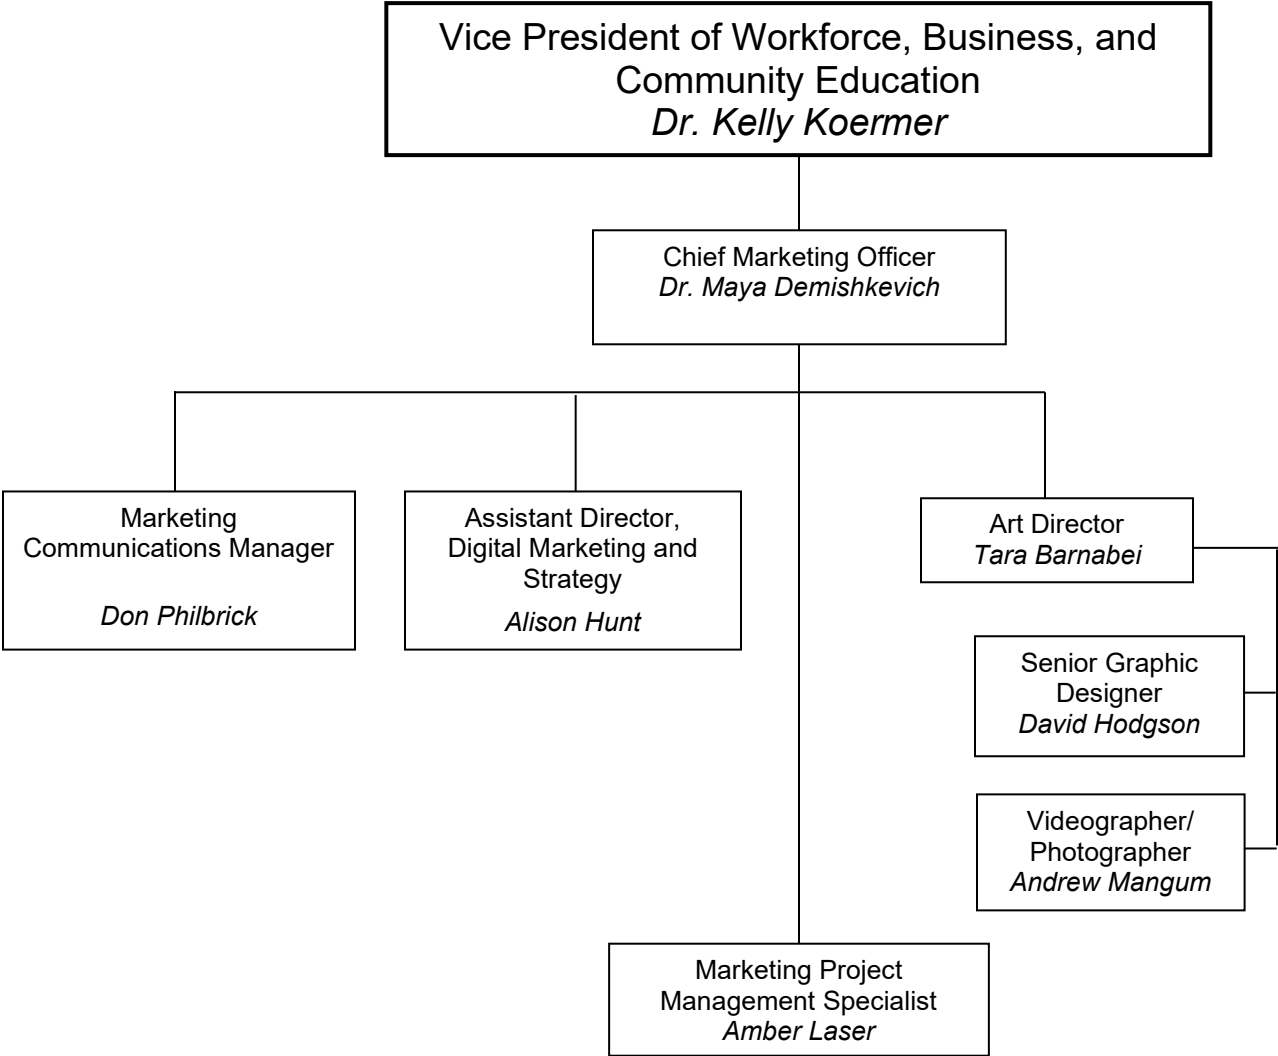 Vice President of Workforce, Business, and
Community Education
Dr. Kelly Koermer
Chief Marketing Officer
Dr. Maya Demishkevich
Marketing
Communications Manager
Don Philbrick
Assistant Director,
Digital Marketing and
Strategy
Alison Hunt
Art Director
Tara Barnabei
Senior Graphic
Designer
David Hodgson
Videographer/
Photographer
Andrew Mangum
Marketing Project
Management Specialist
Amber Laser